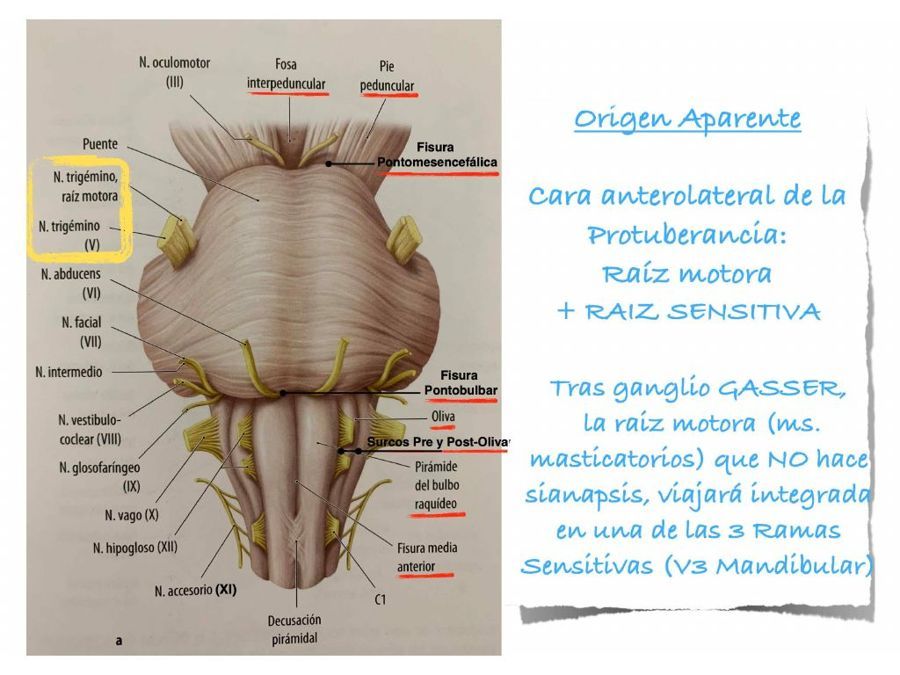 N. oculomotor
(III)
Fosa
interpeduncular
Pie
peduncular
Puente
Fisura
Pontomesencefálica
N. trigémino,
raíz motora
N. trigémino
(V)
N. abducens
(VI)
N. facial
(VII)
N. intermedio
Fisura
Pontobulbar
N. vestíbulo-
coclear (VIII)
Oliva
Surcos Pre y Post-Oliva
N. glosofaríngeo
(IX)
Pirámide
del bulbo
raquídeo
N. vago (X)
N. hipogloso (XII)
Fisura media
anterior
N. accesorio (XI)
C1
Decusación
pirámidal
a
Origen Aparente
Cara anterolateral de la
Protuberancia:
Raíz motora
+ RAIZ SENSITIVA
Tras ganglio GASSER,
la raíz motora (ms.
masticatorios) que NO hace
sianapsis, viajará integrada
en una de las 3 Ramas
Sensitivas (V3 Mandibular)